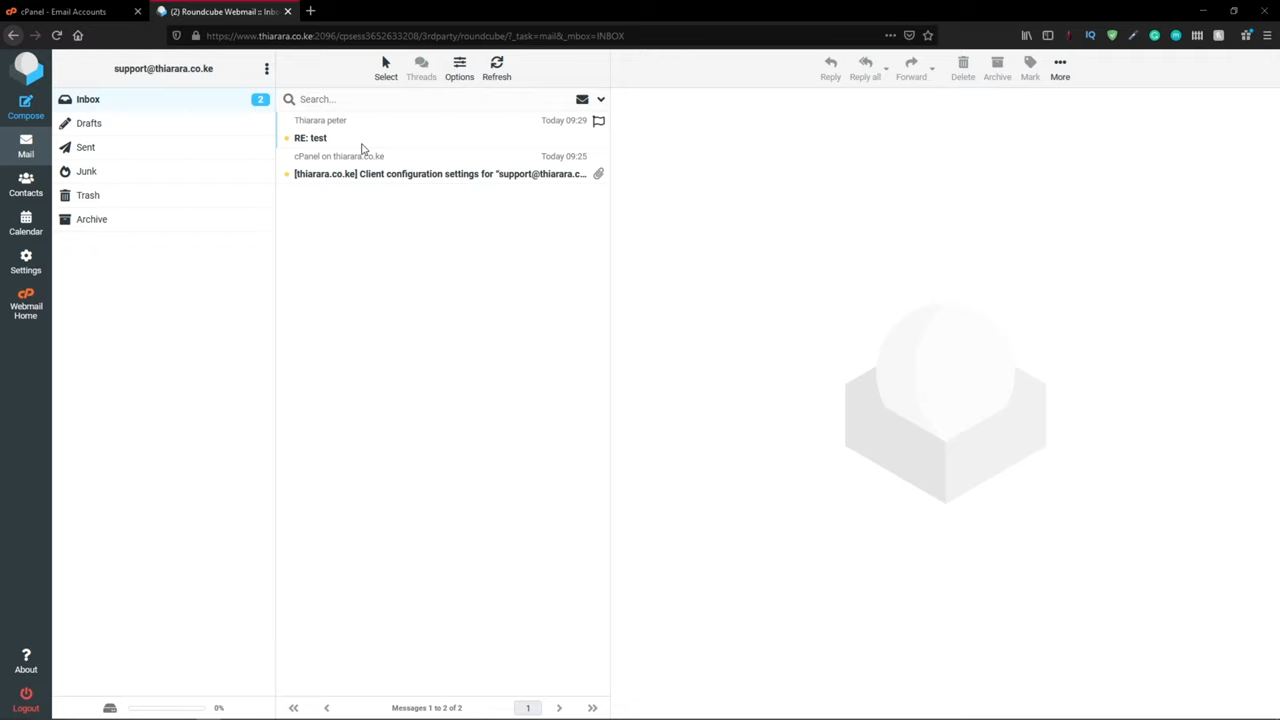 cPanel - Email Accounts
(2) Roundcube Webmail :: Inbo
https://www.thiarara.co.ke:2096/cpsess3652633208/3rdparty/roundcube/?_task=mail&_mbox=INBOX
support@thiarara.co.ke
Select
Threads
Options
Refresh
Reply
Reply all
Forward
Delete
Archive
Mark
More
Compose
Mail
Contacts
Calendar
Settings
Webmail
Home
About
Logout
Inbox
2
Drafts
Sent
Junk
Trash
Archive
0%
Search...
Thiarara peter
Today 09:29
RE: test
cPanel on thiarara.co.ke
Today 09:25
[thiarara.co.ke] Client configuration settings for “support@thiarara.c...
Messages 1 to 2 of 2
1